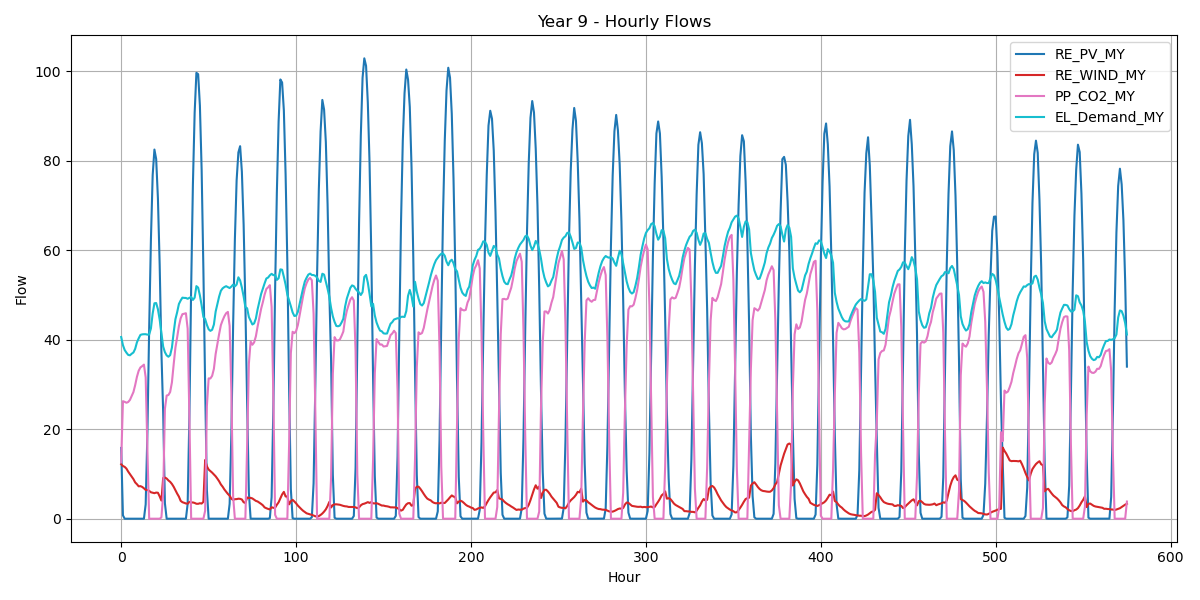 Year 9 - Hourly Flows
RE_PV_MY
RE_WIND_MY
PP_CO2_MY
EL_Demand_MY
Flow
100
80
60
40
20
0
0 100 200 300 400 500 600
Hour